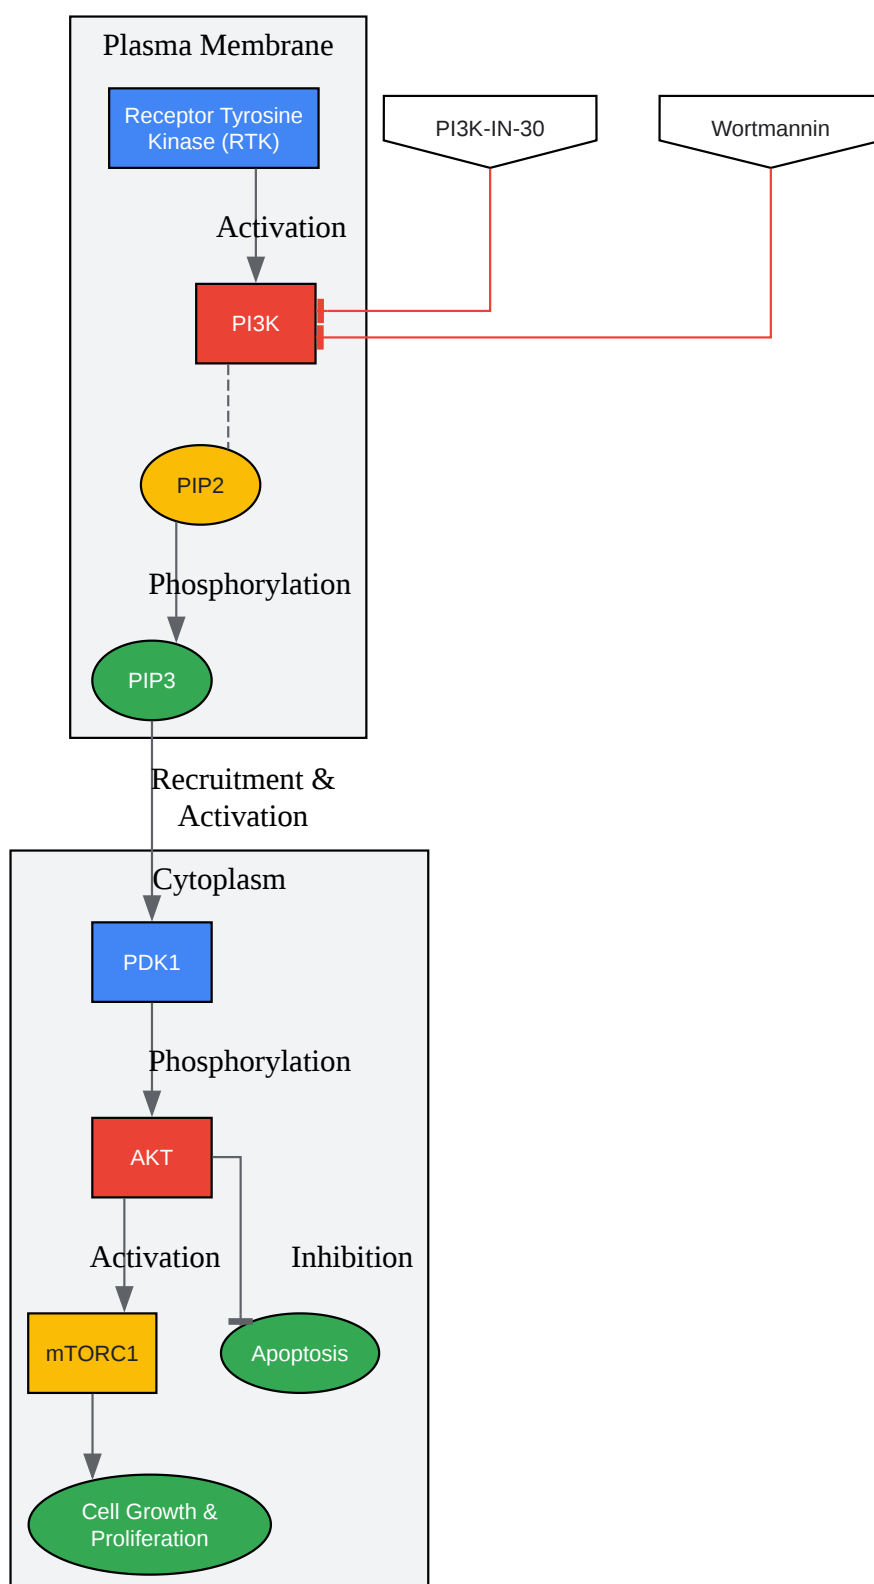 Plasma Membrane
Receptor Tyrosine
Kinase (RTK)
PI3K-IN-30
Wortmannin
Activation
PI3K
PIP2
Phosphorylation
PIP3
Recruitment &
Activation
Cytoplasm
PDK1
Phosphorylation
AKT
Activation
Inhibition
mTORC1
Apoptosis
Cell Growth &
Proliferation